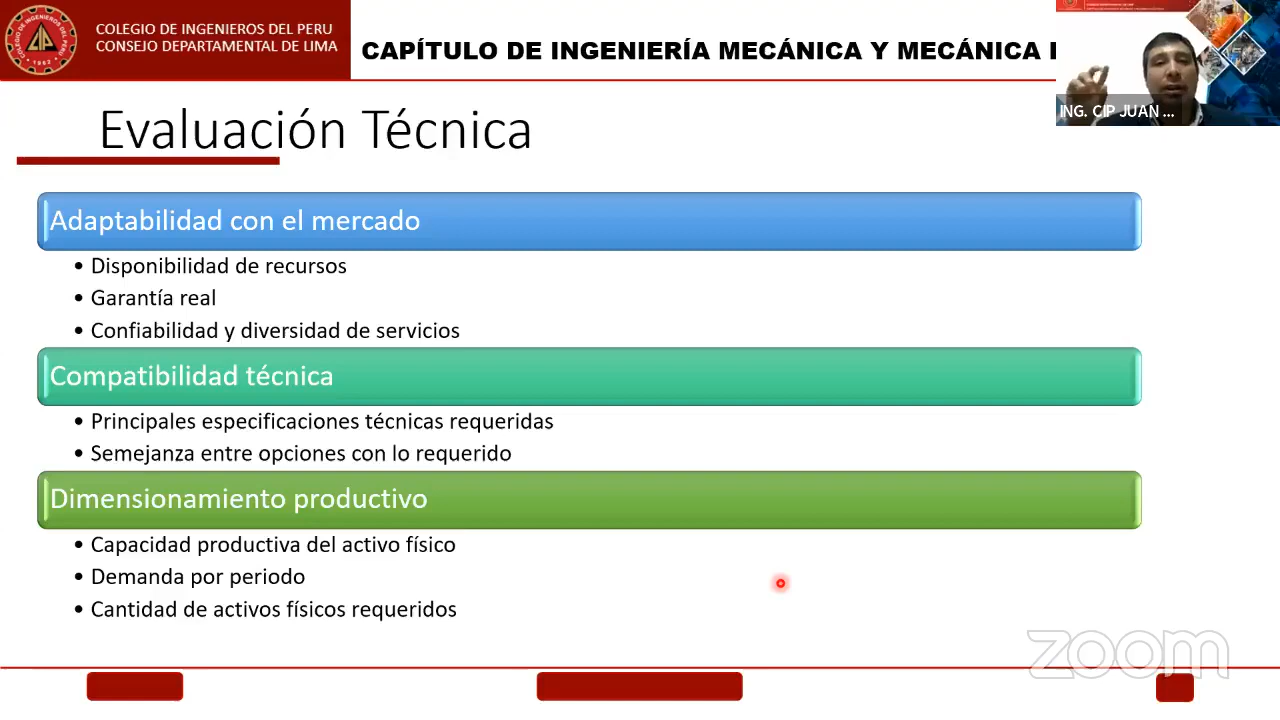 COLEGIO DE INGENIEROS DEL PERU
CONSEJO DEPARTAMENTAL DE LIMA
CAPÍTULO DE INGENIERÍA MECÁNICA Y MECÁNICA
ING. CIP JUAN ...
Evaluación Técnica
Adaptabilidad con el mercado
• Disponibilidad de recursos
• Garantía real
• Confiabilidad y diversidad de servicios
Compatibilidad técnica
• Principales especificaciones técnicas requeridas
• Semejanza entre opciones con lo requerido
Dimensionamiento productivo
• Capacidad productiva del activo físico
• Demanda por periodo
• Cantidad de activos físicos requeridos
zoom